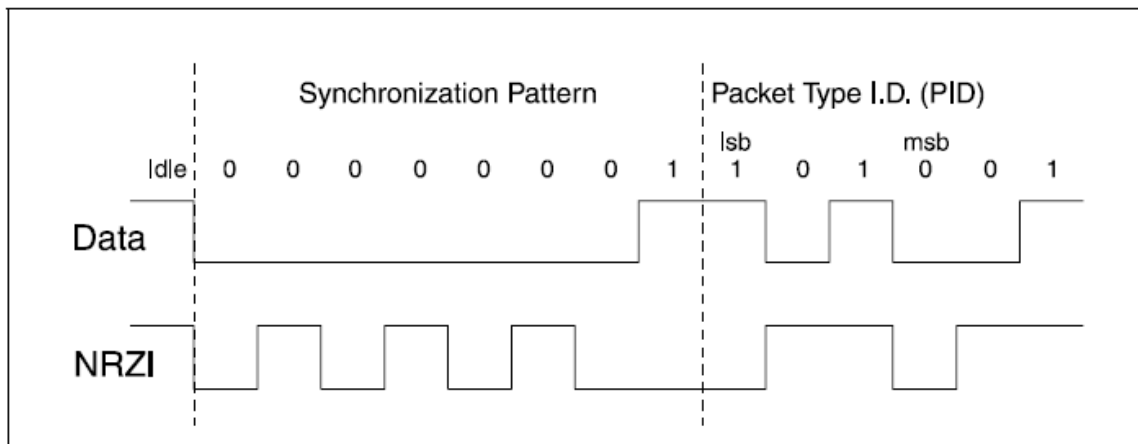 Synchronization Pattern Packet Type I.D. (PID)
lsb msb
Idle 0 0 0 0 0 0 0 1 1 0 1 0 0 1
Data
NRZI